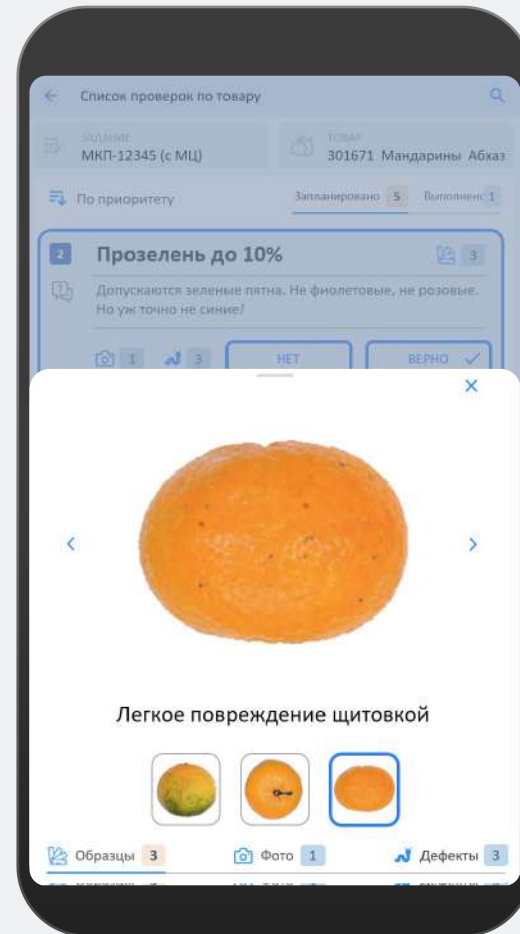 Список проверок по товару
ЗАДАНИЕ
МКП-12345 (с МЦ)
ТОВАР
301671 Мандарины Абхаз
По приоритету
Запланировано 5
Выполнено 1
2 Прозелень до 10% 3
Допускаются зеленые пятна. Не фиолетовые, не розовые.
Но уж точно не синие!
1 3 НЕТ ВЕРНО
Легкое повреждение щитовкой
Образцы 3 Фото 1 Дефекты 3